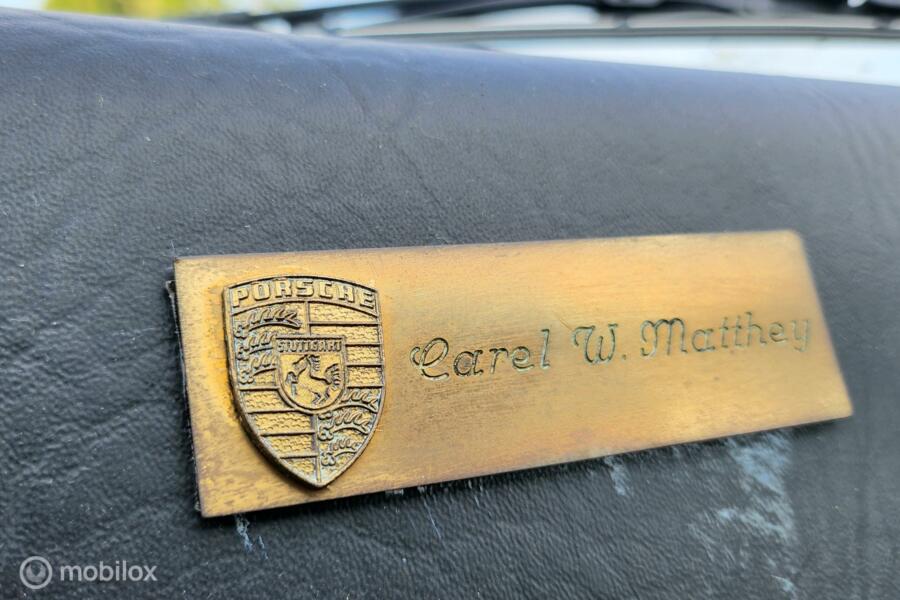 PORSCHE
STUTTGART
Carel W. Matthey
mobilox